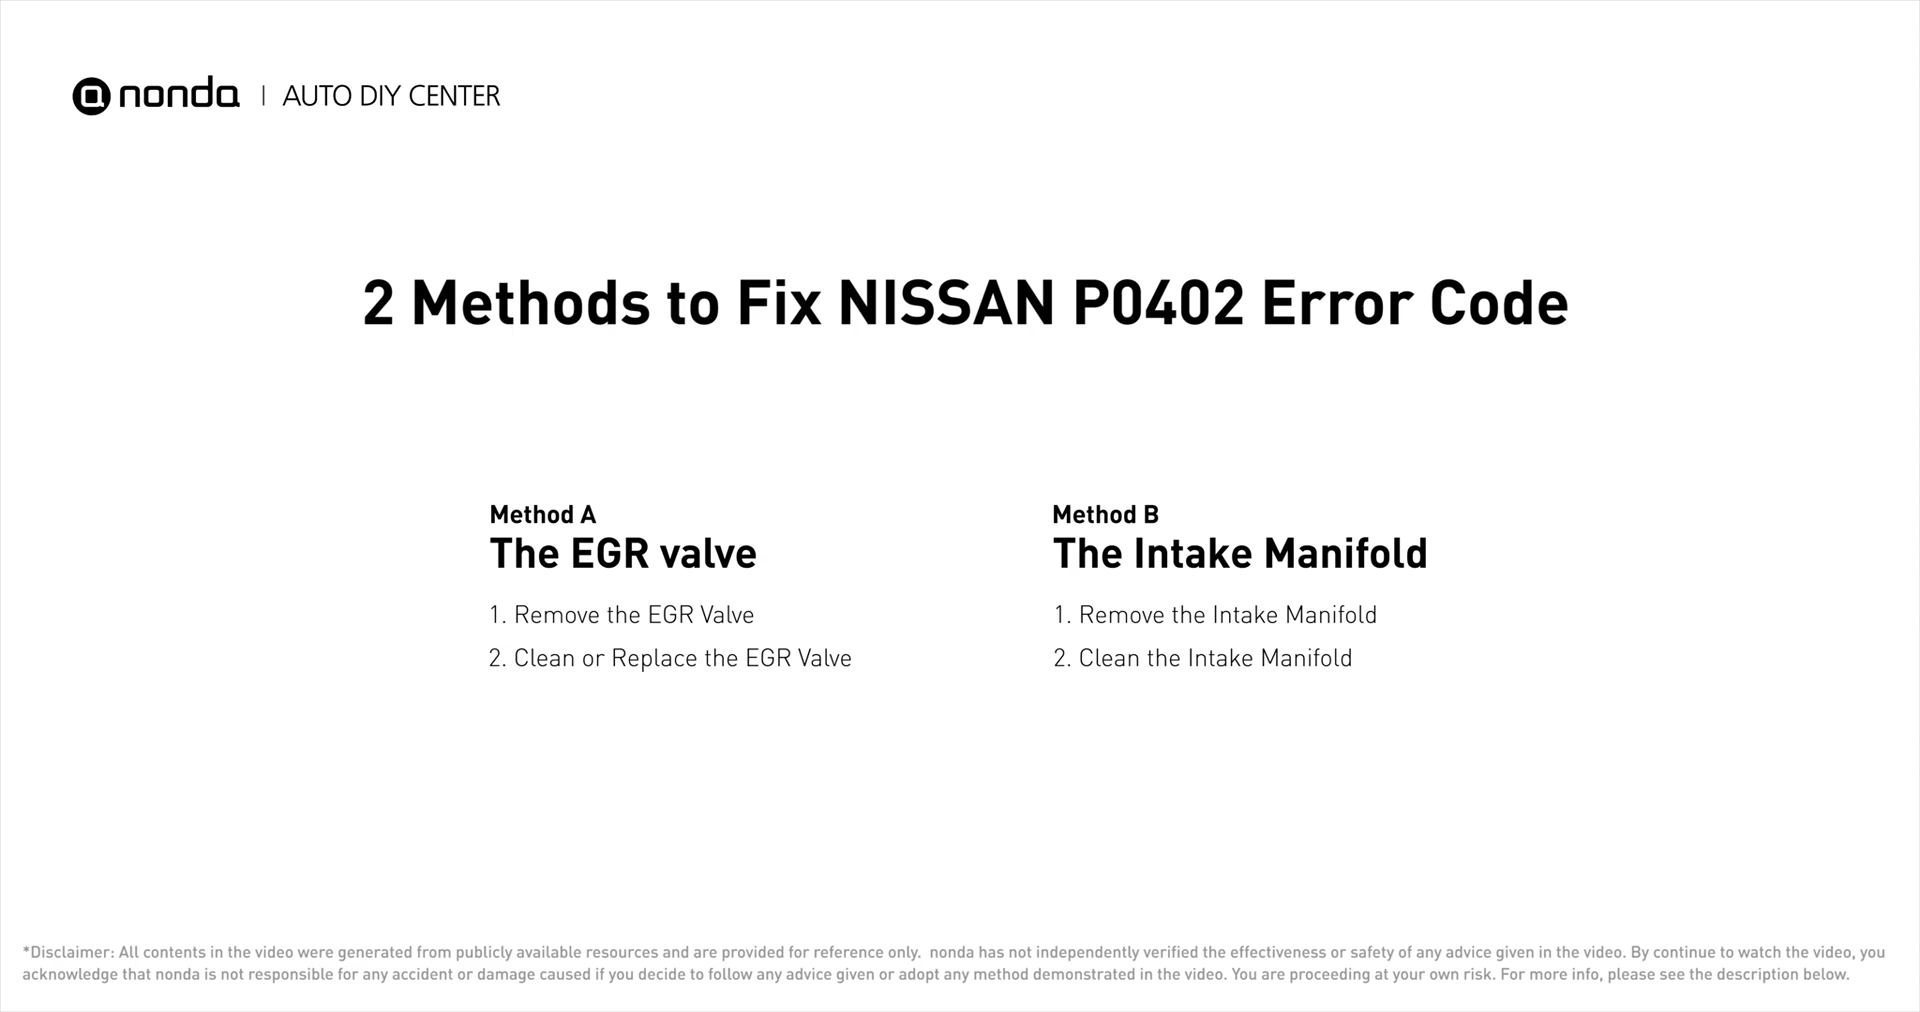 nonda | AUTO DIY CENTER
2 Methods to Fix NISSAN P0402 Error Code
Method A
The EGR valve
1. Remove the EGR Valve
2. Clean or Replace the EGR Valve
Method B
The Intake Manifold
1. Remove the Intake Manifold
2. Clean the Intake Manifold
*Disclaimer: All contents in the video were generated from publicly available resources and are provided for reference only.  nonda has not independently verified the effectiveness or safety of any advice given in the video. By continue to watch the video, you
acknowledge that nonda is not responsible for any accident or damage caused if you decide to follow any advice given or adopt any method demonstrated in the video. You are proceeding at your own risk. For more info, please see the description below.